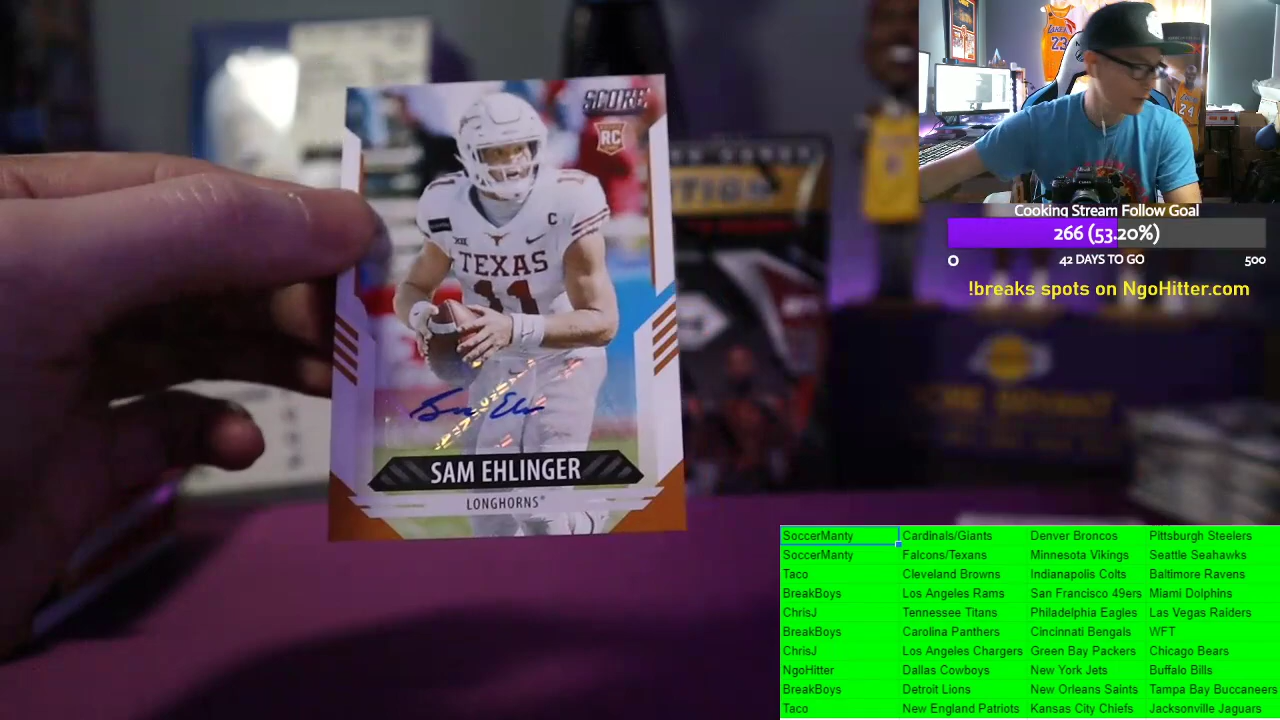 SCORE
RC
11
C
TEXAS
11
SAM EHLINGER
LONGHORNS
23
24
Cooking Stream Follow Goal
266 (53.20%)
0 42 DAYS TO GO 500
!breaks spots on NgoHitter.com
SoccerManty Cardinals/Giants Denver Broncos Pittsburgh Steelers
SoccerManty Falcons/Texans Minnesota Vikings Seattle Seahawks
Taco Cleveland Browns Indianapolis Colts Baltimore Ravens
BreakBoys Los Angeles Rams San Francisco 49ers Miami Dolphins
ChrisJ Tennessee Titans Philadelphia Eagles Las Vegas Raiders
BreakBoys Carolina Panthers Cincinnati Bengals WFT
ChrisJ Los Angeles Chargers Green Bay Packers Chicago Bears
NgoHitter Dallas Cowboys New York Jets Buffalo Bills
BreakBoys Detroit Lions New Orleans Saints Tampa Bay Buccaneers
Taco New England Patriots Kansas City Chiefs Jacksonville Jaguars